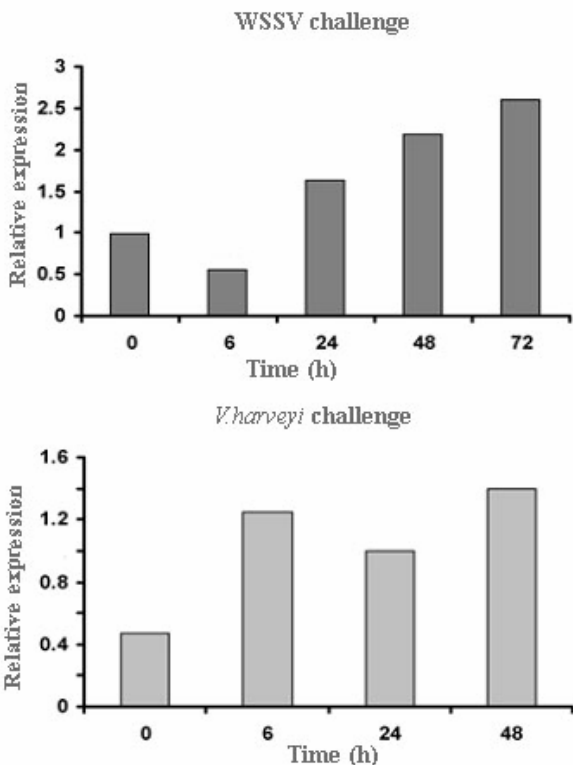 WSSV challenge
Relative expression
3
2.5
2
1.5
1
0.5
0
0 6 24 48 72
Time (h)
V.harveyi challenge
Relative expression
1.6
1.2
0.8
0.4
0
0 6 24 48
Time (h)